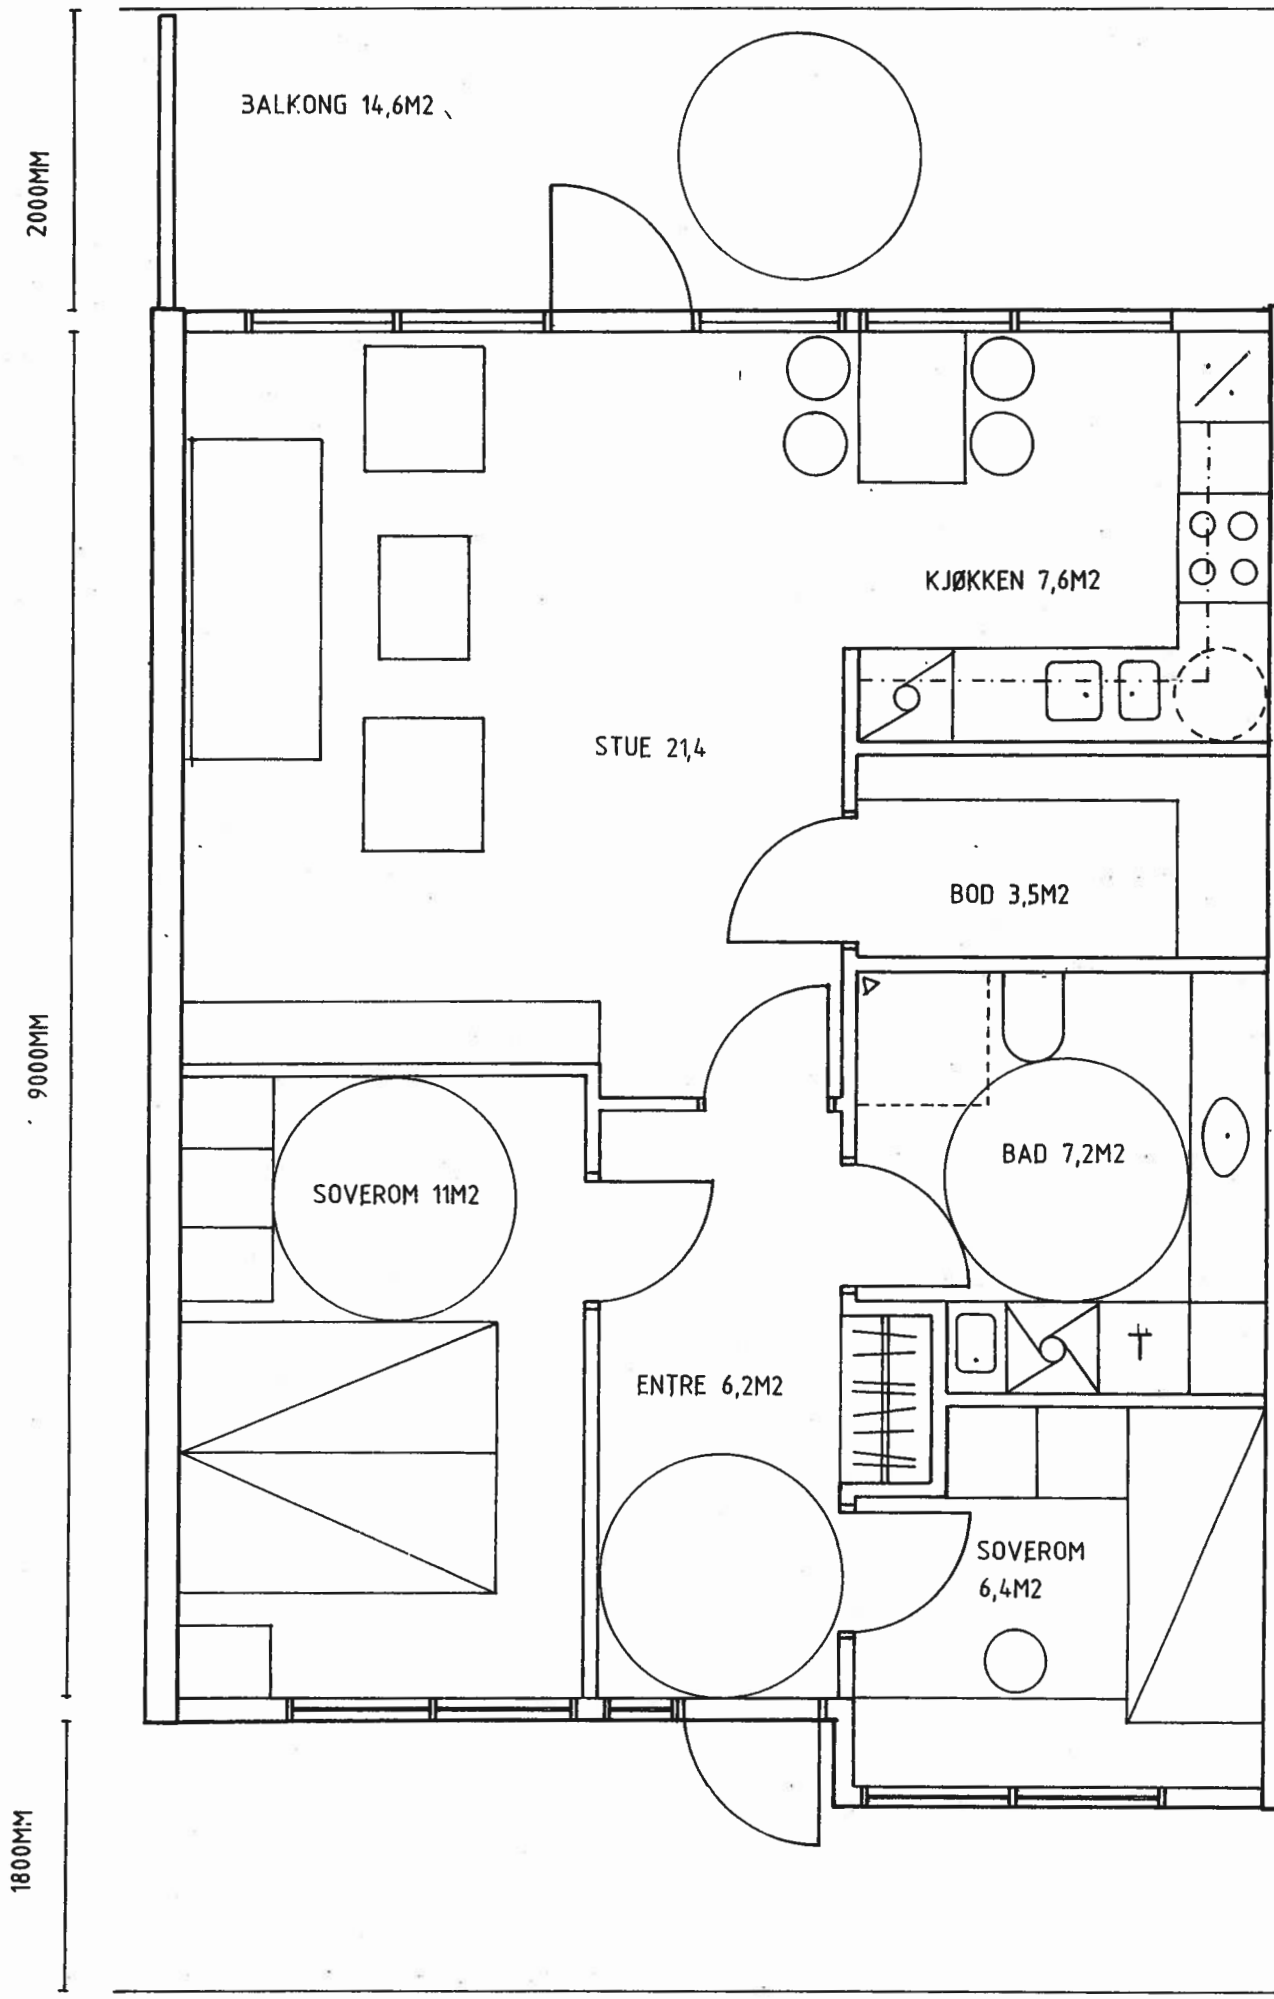 BALKONG 14,6M2
2000MM
KJØKKEN 7,6M2
STUE 21,4
BOD 3,5M2
9000MM
BAD 7,2M2
SOVEROM 11M2
ENTRE 6,2M2
SOVEROM
6,4M2
1800MM